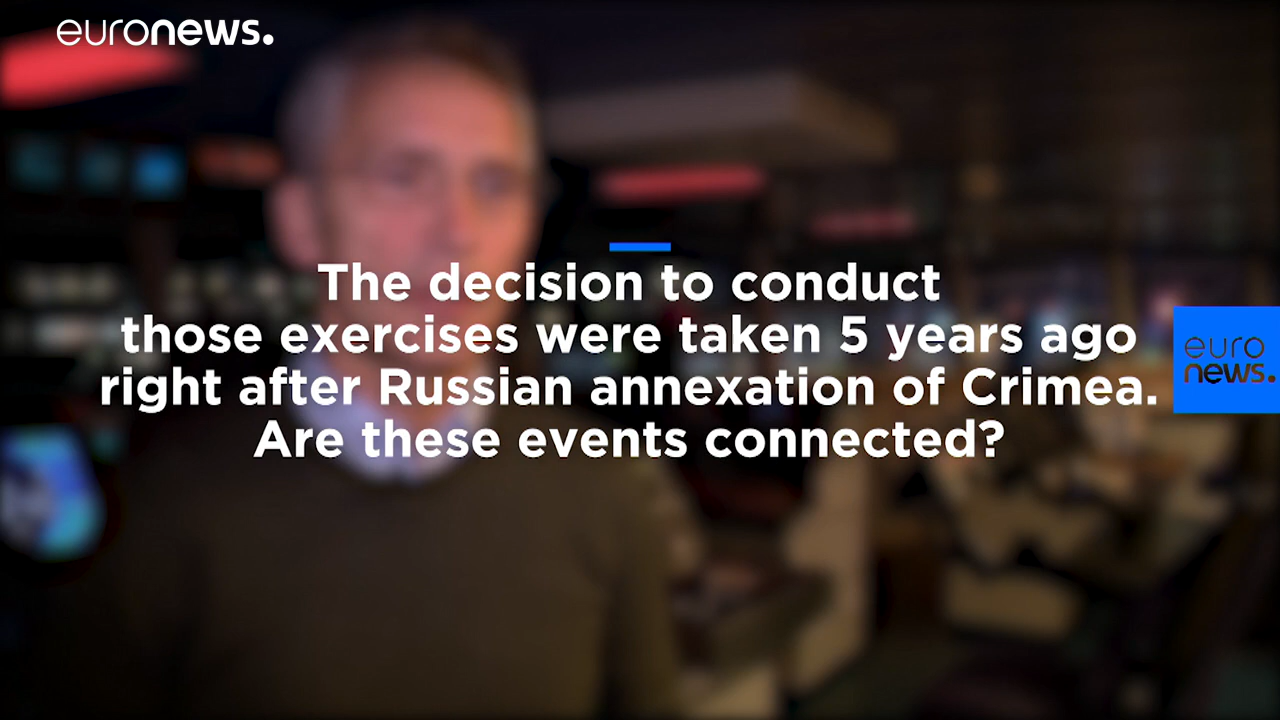 euronews.
The decision to conduct
those exercises were taken 5 years ago
right after Russian annexation of Crimea.
Are these events connected?
euro
news.